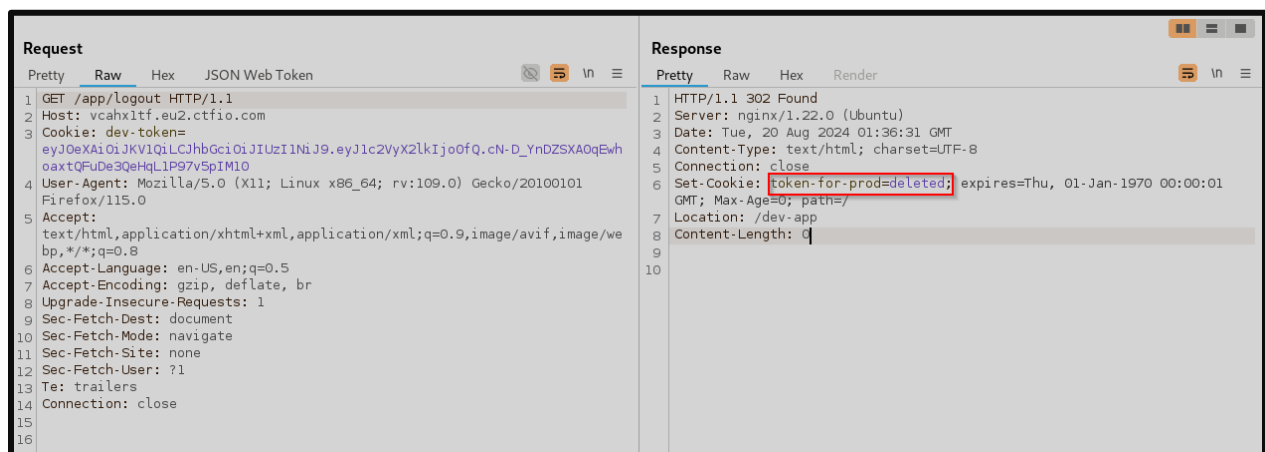 Request
Pretty Raw Hex JSON Web Token \n
1 GET /app/logout HTTP/1.1
2 Host: vcahx1tf.eu2.ctfio.com
3 Cookie: dev-token=
eyJ0eXAiOiJKV1QiLCJhbGciOiJIUzI1NiJ9.eyJ1c2VyX2lkIjo0fQ.cN-D_YnDZSXAOqEwh
oaxtQFuDe3QeHqL1P97v5pIM10
4 User-Agent: Mozilla/5.0 (X11; Linux x86_64; rv:109.0) Gecko/20100101
Firefox/115.0
5 Accept:
text/html,application/xhtml+xml,application/xml;q=0.9,image/avif,image/we
bp,*/*;q=0.8
6 Accept-Language: en-US,en;q=0.5
7 Accept-Encoding: gzip, deflate, br
8 Upgrade-Insecure-Requests: 1
9 Sec-Fetch-Dest: document
10 Sec-Fetch-Mode: navigate
11 Sec-Fetch-Site: none
12 Sec-Fetch-User: ?1
13 Te: trailers
14 Connection: close
15
16
Response
Pretty Raw Hex Render \n
1 HTTP/1.1 302 Found
2 Server: nginx/1.22.0 (Ubuntu)
3 Date: Tue, 20 Aug 2024 01:36:31 GMT
4 Content-Type: text/html; charset=UTF-8
5 Connection: close
6 Set-Cookie: token-for-prod=deleted; expires=Thu, 01-Jan-1970 00:00:01
GMT; Max-Age=0; path=/
7 Location: /dev-app
8 Content-Length: 0
9
10